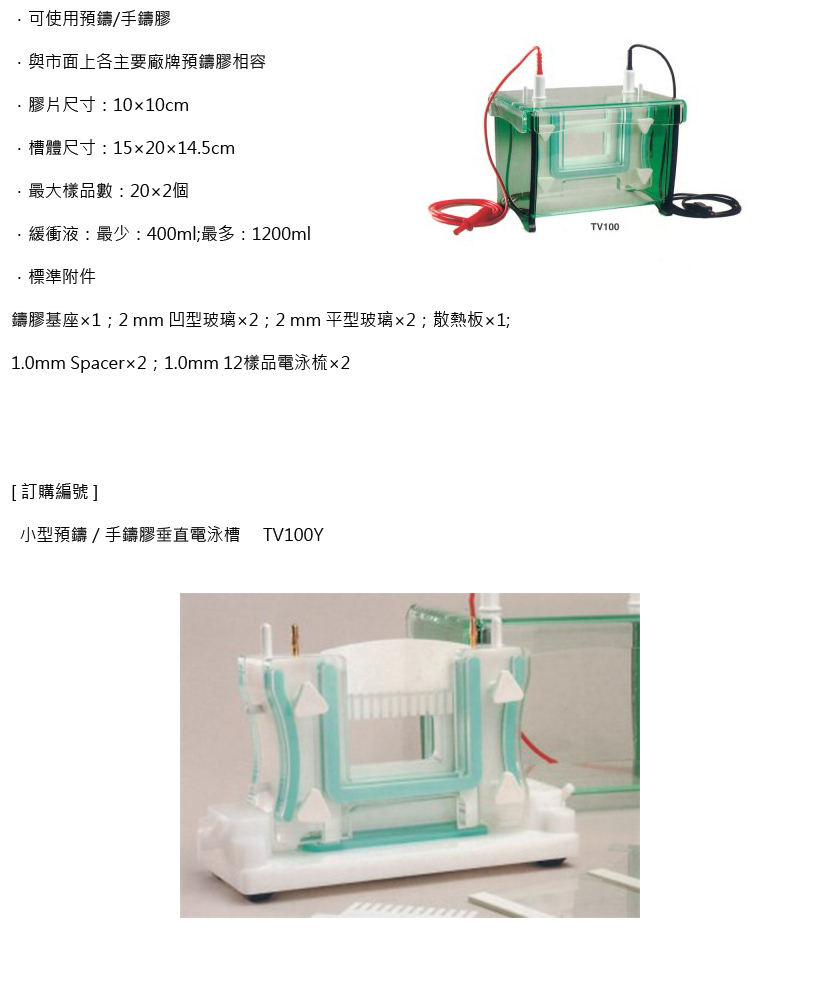 ．可使用預鑄/手鑄膠
．與市面上各主要廠牌預鑄膠相容
．膠片尺寸：10×10cm
．槽體尺寸：15×20×14.5cm
．最大樣品數：20×2個
．緩衝液：最少：400ml;最多：1200ml
TV100
．標準附件
鑄膠基座×1；2 mm 凹型玻璃×2；2 mm 平型玻璃×2；散熱板×1;
1.0mm Spacer×2；1.0mm 12樣品電泳梳×2
[ 訂購編號 ]
小型預鑄 / 手鑄膠垂直電泳槽 TV100Y